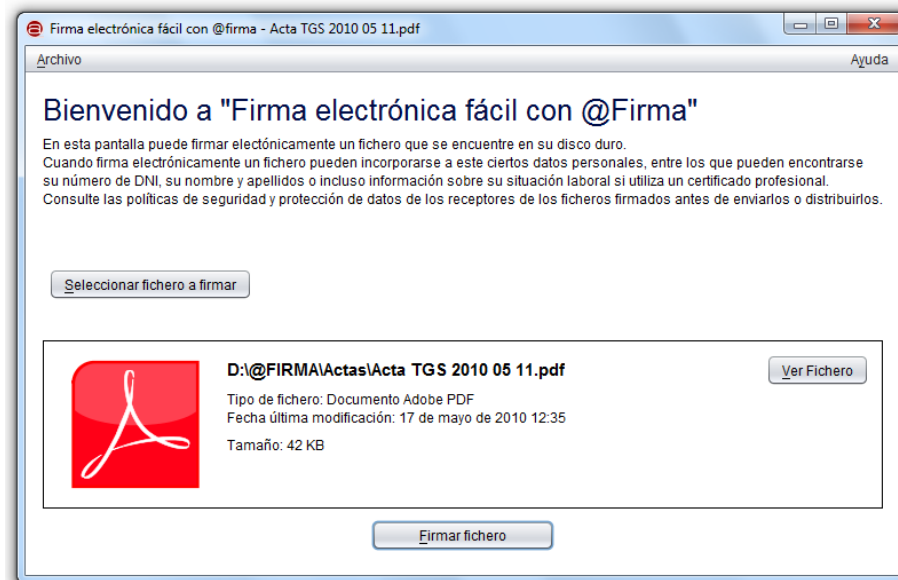 Firma electrónica fácil con @firma - Acta TGS 2010 05 11.pdf
Archivo
Ayuda
Bienvenido a "Firma electrónica fácil con @Firma"
En esta pantalla puede firmar electónicamente un fichero que se encuentre en su disco duro.
Cuando firma electrónicamente un fichero pueden incorporarse a este ciertos datos personales, entre los que pueden encontrarse
su número de DNI, su nombre y apellidos o incluso información sobre su situación laboral si utiliza un certificado profesional.
Consulte las políticas de seguridad y protección de datos de los receptores de los ficheros firmados antes de enviarlos o distribuirlos.
Seleccionar fichero a firmar
D:\@FIRMA\Actas\Acta TGS 2010 05 11.pdf
Ver Fichero
Tipo de fichero: Documento Adobe PDF
Fecha última modificación: 17 de mayo de 2010 12:35
Tamaño: 42 KB
Firmar fichero